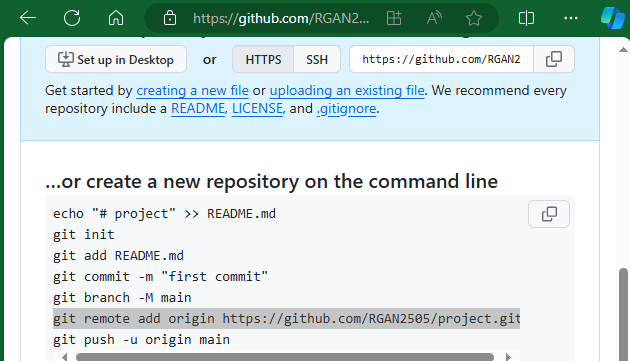 https://github.com/RGAN2...
Set up in Desktop or HTTPS SSH https://github.com/RGAN2
Get started by creating a new file or uploading an existing file. We recommend every
repository include a README, LICENSE, and .gitignore.
...or create a new repository on the command line
echo "# project" >> README.md
git init
git add README.md
git commit -m "first commit"
git branch -M main
git remote add origin https://github.com/RGAN2505/project.git
git push -u origin main